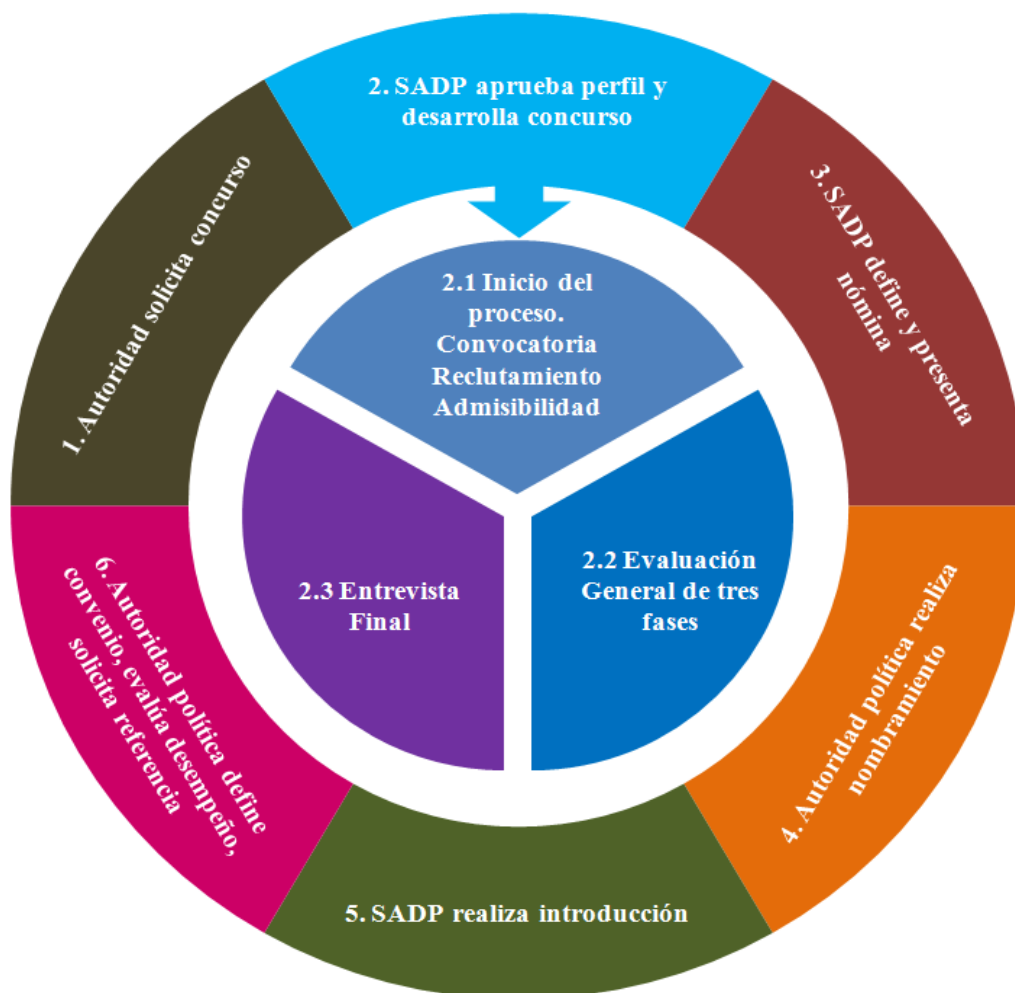 1. Autoridad solicita concurso
2. SADP aprueba perfil y
desarrolla concurso
3. SADP define y presenta
nómina
4. Autoridad política realiza
nombramiento
5. SADP realiza introducción
6. Autoridad política define
convenio, evalúa desempeño,
solicita referencia
2.1 Inicio del
proceso.
Convocatoria
Reclutamiento
Admisibilidad
2.2 Evaluación
General de tres
fases
2.3 Entrevista
Final